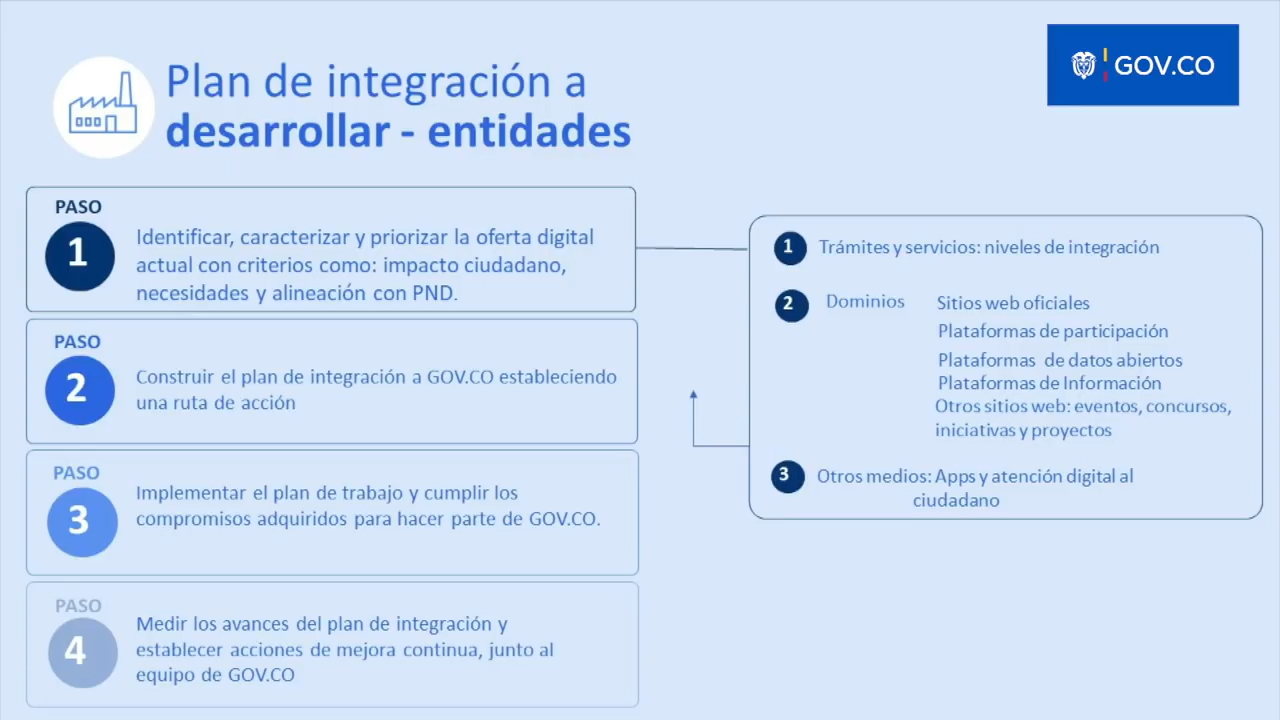 Plan de integración a
desarrollar - entidades
GOV.CO
PASO
1
Identificar, caracterizar y priorizar la oferta digital
actual con criterios como: impacto ciudadano,
necesidades y alineación con PND.
PASO
2
Construir el plan de integración a GOV.CO estableciendo
una ruta de acción
PASO
3
Implementar el plan de trabajo y cumplir los
compromisos adquiridos para hacer parte de GOV.CO.
PASO
4
Medir los avances del plan de integración y
establecer acciones de mejora continua, junto al
equipo de GOV.CO
1 Trámites y servicios: niveles de integración
2 Dominios Sitios web oficiales
Plataformas de participación
Plataformas de datos abiertos
Plataformas de Información
Otros sitios web: eventos, concursos,
iniciativas y proyectos
3 Otros medios: Apps y atención digital al
ciudadano